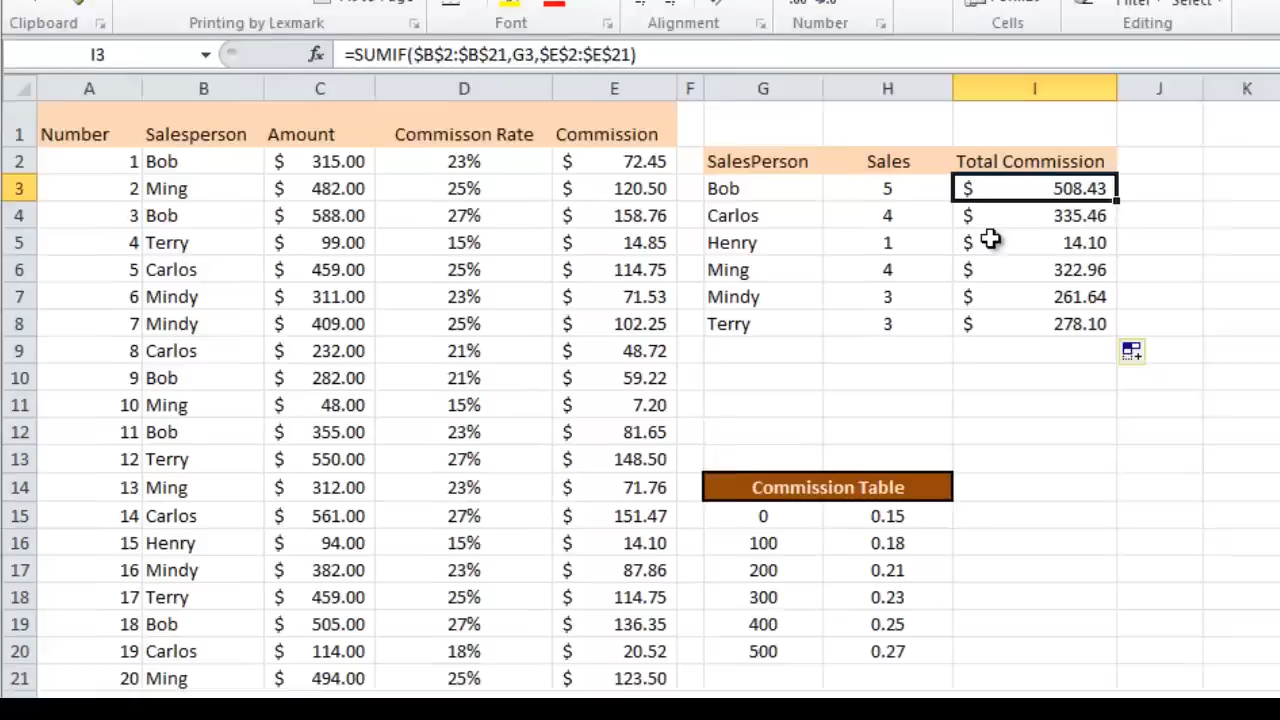 Clipboard Printing by Lexmark Font Alignment Number Cells Editing
I3 fx =SUMIF($B$2:$B$21,G3,$E$2:$E$21)
A B C D E F G H I J K
1 Number Salesperson Amount Commisson Rate Commission
2 1 Bob $ 315.00 23% $ 72.45 SalesPerson Sales Total Commission
3 2 Ming $ 482.00 25% $ 120.50 Bob 5 $ 508.43
4 3 Bob $ 588.00 27% $ 158.76 Carlos 4 $ 335.46
5 4 Terry $ 99.00 15% $ 14.85 Henry 1 $ 14.10
6 5 Carlos $ 459.00 25% $ 114.75 Ming 4 $ 322.96
7 6 Mindy $ 311.00 23% $ 71.53 Mindy 3 $ 261.64
8 7 Mindy $ 409.00 25% $ 102.25 Terry 3 $ 278.10
9 8 Carlos $ 232.00 21% $ 48.72
10 9 Bob $ 282.00 21% $ 59.22
11 10 Ming $ 48.00 15% $ 7.20
12 11 Bob $ 355.00 23% $ 81.65
13 12 Terry $ 550.00 27% $ 148.50
14 13 Ming $ 312.00 23% $ 71.76 Commission Table
15 14 Carlos $ 561.00 27% $ 151.47 0 0.15
16 15 Henry $ 94.00 15% $ 14.10 100 0.18
17 16 Mindy $ 382.00 23% $ 87.86 200 0.21
18 17 Terry $ 459.00 25% $ 114.75 300 0.23
19 18 Bob $ 505.00 27% $ 136.35 400 0.25
20 19 Carlos $ 114.00 18% $ 20.52 500 0.27
21 20 Ming $ 494.00 25% $ 123.50